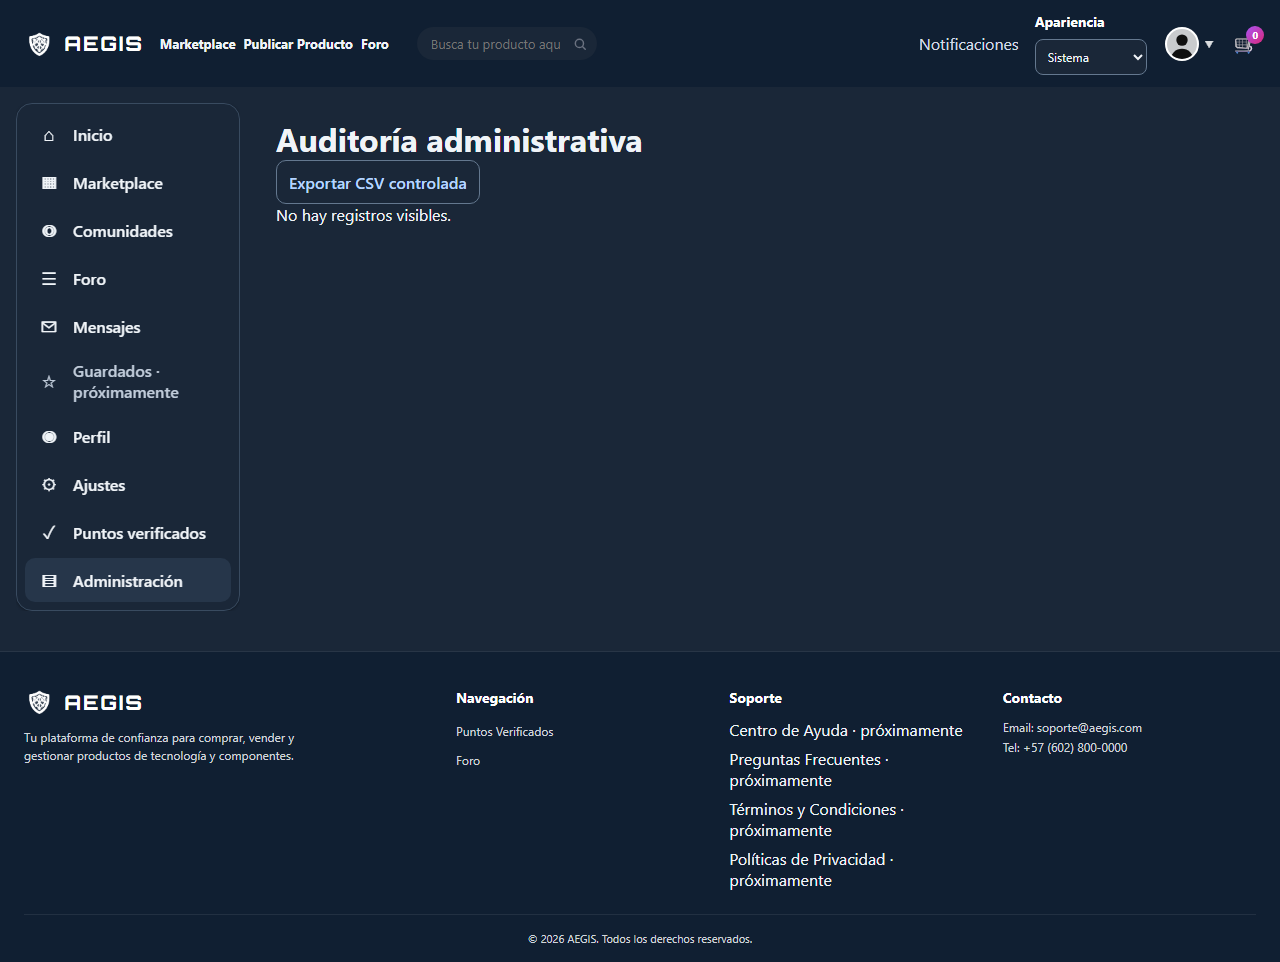 AEGIS
Marketplace
Publicar Producto
Foro
Busca tu producto aqu
Notificaciones
Apariencia
Sistema
0
Inicio
Marketplace
Comunidades
Foro
Mensajes
Guardados ·
próximamente
Perfil
Ajustes
Puntos verificados
Administración
Auditoría administrativa
Exportar CSV controlada
No hay registros visibles.
AEGIS
Tu plataforma de confianza para comprar, vender y
gestionar productos de tecnología y componentes.
Navegación
Puntos Verificados
Foro
Soporte
Centro de Ayuda · próximamente
Preguntas Frecuentes ·
próximamente
Términos y Condiciones ·
próximamente
Políticas de Privacidad ·
próximamente
Contacto
Email: soporte@aegis.com
Tel: +57 (602) 800-0000
© 2026 AEGIS. Todos los derechos reservados.